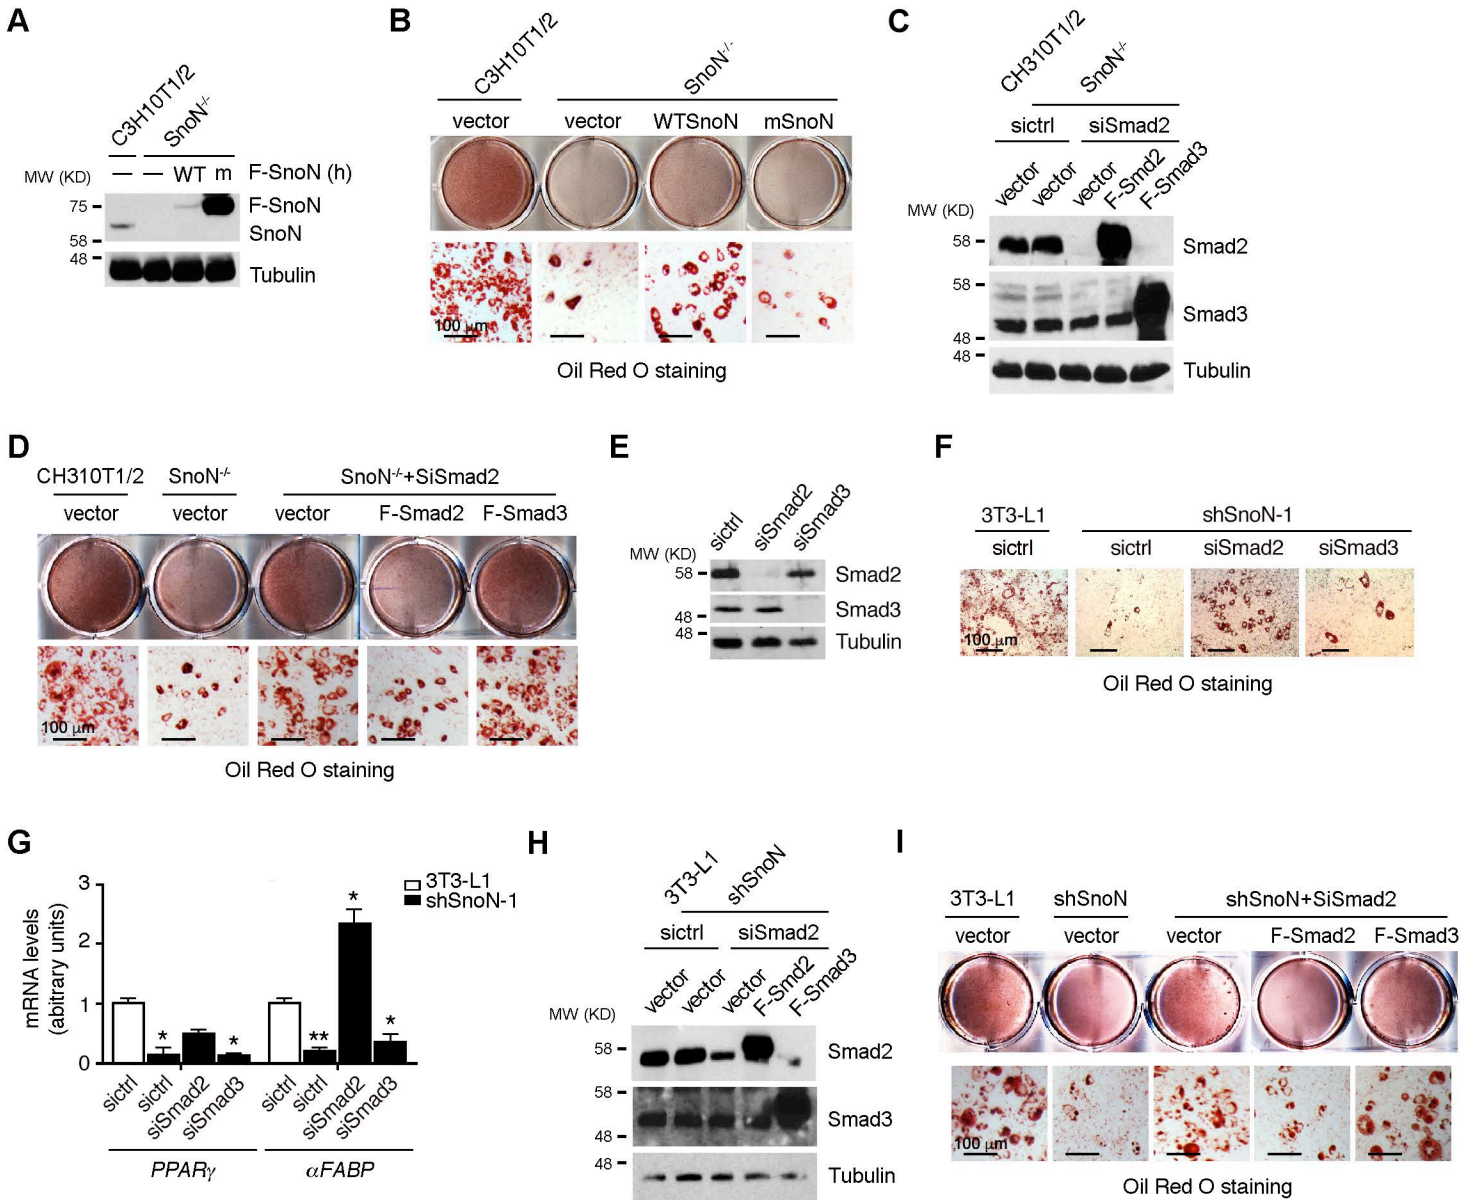 A
C3H10T1/2
SnoN-/-
MW (KD)
— — WT m F-SnoN (h)
75
F-SnoN
SnoN
58
48
Tubulin
B
C3H10T1/2
SnoN-/-
vector vector WTSnoN mSnoN
100 μm
Oil Red O staining
C
CH310T1/2
SnoN-/-
sictrl siSmad2
vector vector vector F-Smd2 F-Smad3
MW (KD)
58
Smad2
58
Smad3
48
48
Tubulin
D
CH310T1/2 SnoN-/- SnoN-/-+SiSmad2
vector vector vector F-Smad2 F-Smad3
100 μm
Oil Red O staining
E
sictrl siSmad2 siSmad3
MW (KD)
58
Smad2
Smad3
48
48
Tubulin
F
3T3-L1 shSnoN-1
sictrl sictrl siSmad2 siSmad3
100 μm
Oil Red O staining
G
mRNA levels
(abitrary units)
3
2
1
0
3T3-L1
shSnoN-1
* * ** * *
sictrl sictrl siSmad2 siSmad3 sictrl sictrl siSmad2 siSmad3
PPARγ αFABP
H
3T3-L1
shSnoN
sictrl siSmad2
vector vector vector F-Smd2 F-Smad3
MW (KD)
58
Smad2
58
Smad3
48
48
Tubulin
I
3T3-L1 shSnoN shSnoN+SiSmad2
vector vector vector F-Smad2 F-Smad3
100 μm
Oil Red O staining